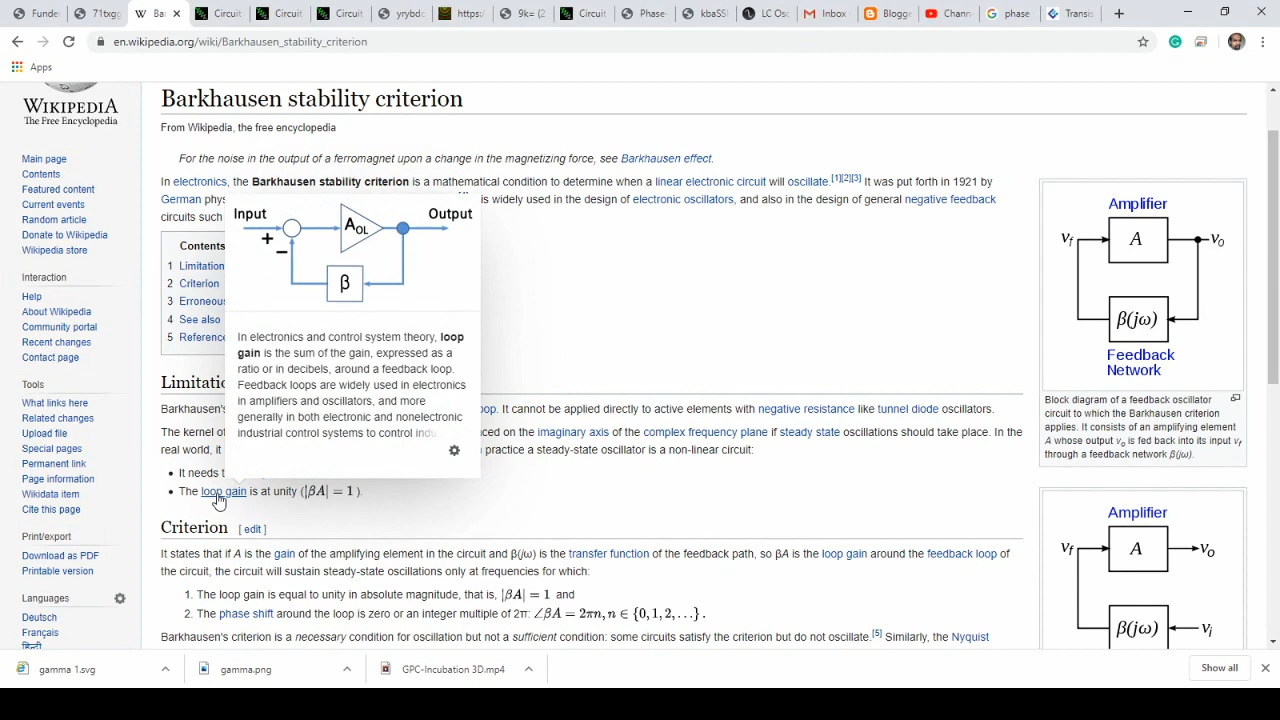 Funde
71txgg
Ba
Circuit
Circuit
Circuit
yrybdz
https:/
9k= (2
Circuit
Phase-
kbaSSI
LC Osc
Inbox
Blogge
Chann
phase
Transis
en.wikipedia.org/wiki/Barkhausen_stability_criterion
Apps
WIKIPEDIA
The Free Encyclopedia
Main page
Contents
Featured content
Current events
Random article
Donate to Wikipedia
Wikipedia store
Interaction
Help
About Wikipedia
Community portal
Recent changes
Contact page
Tools
What links here
Related changes
Upload file
Special pages
Permanent link
Page information
Wikidata item
Cite this page
Print/export
Download as PDF
Printable version
Languages
Deutsch
Français
हिन्दी
Barkhausen stability criterion
From Wikipedia, the free encyclopedia
For the noise in the output of a ferromagnet upon a change in the magnetizing force, see Barkhausen effect.
In electronics, the Barkhausen stability criterion is a mathematical condition to determine when a linear electronic circuit will oscillate.[1][2][3] It was put forth in 1921 by
German phys is widely used in the design of electronic oscillators, and also in the design of general negative feedback
circuits such
Contents
1 Limitation
2 Criterion
3 Erroneou
4 See also
5 Reference
Input
Output
+
−
AOL
β
In electronics and control system theory, loop
gain is the sum of the gain, expressed as a
ratio or in decibels, around a feedback loop.
Feedback loops are widely used in electronics
in amplifiers and oscillators, and more
generally in both electronic and nonelectronic
industrial control systems to control indu
Limitatio
Barkhausen's oop. It cannot be applied directly to active elements with negative resistance like tunnel diode oscillators.
The kernel of ced on the imaginary axis of the complex frequency plane if steady state oscillations should take place. In the
real world, it practice a steady-state oscillator is a non-linear circuit:
• It needs t
• The loop gain is at unity (|βA| = 1 ).
Criterion [ edit ]
It states that if A is the gain of the amplifying element in the circuit and β(jω) is the transfer function of the feedback path, so βA is the loop gain around the feedback loop of
the circuit, the circuit will sustain steady-state oscillations only at frequencies for which:
1. The loop gain is equal to unity in absolute magnitude, that is, |βA| = 1 and
2. The phase shift around the loop is zero or an integer multiple of 2π: ∠βA = 2πn, n ∈ {0, 1, 2, …} .
Barkhausen's criterion is a necessary condition for oscillation but not a sufficient condition: some circuits satisfy the criterion but do not oscillate.[5] Similarly, the Nyquist
Amplifier
vf
A
vo
β(jω)
Feedback
Network
Block diagram of a feedback oscillator
circuit to which the Barkhausen criterion
applies. It consists of an amplifying element
A whose output vo is fed back into its input vf
through a feedback network β(jω).
Amplifier
vf
A
vo
β(jω)
vi
gamma 1.svg
gamma.png
GPC-Incubation 3D.mp4
Show all